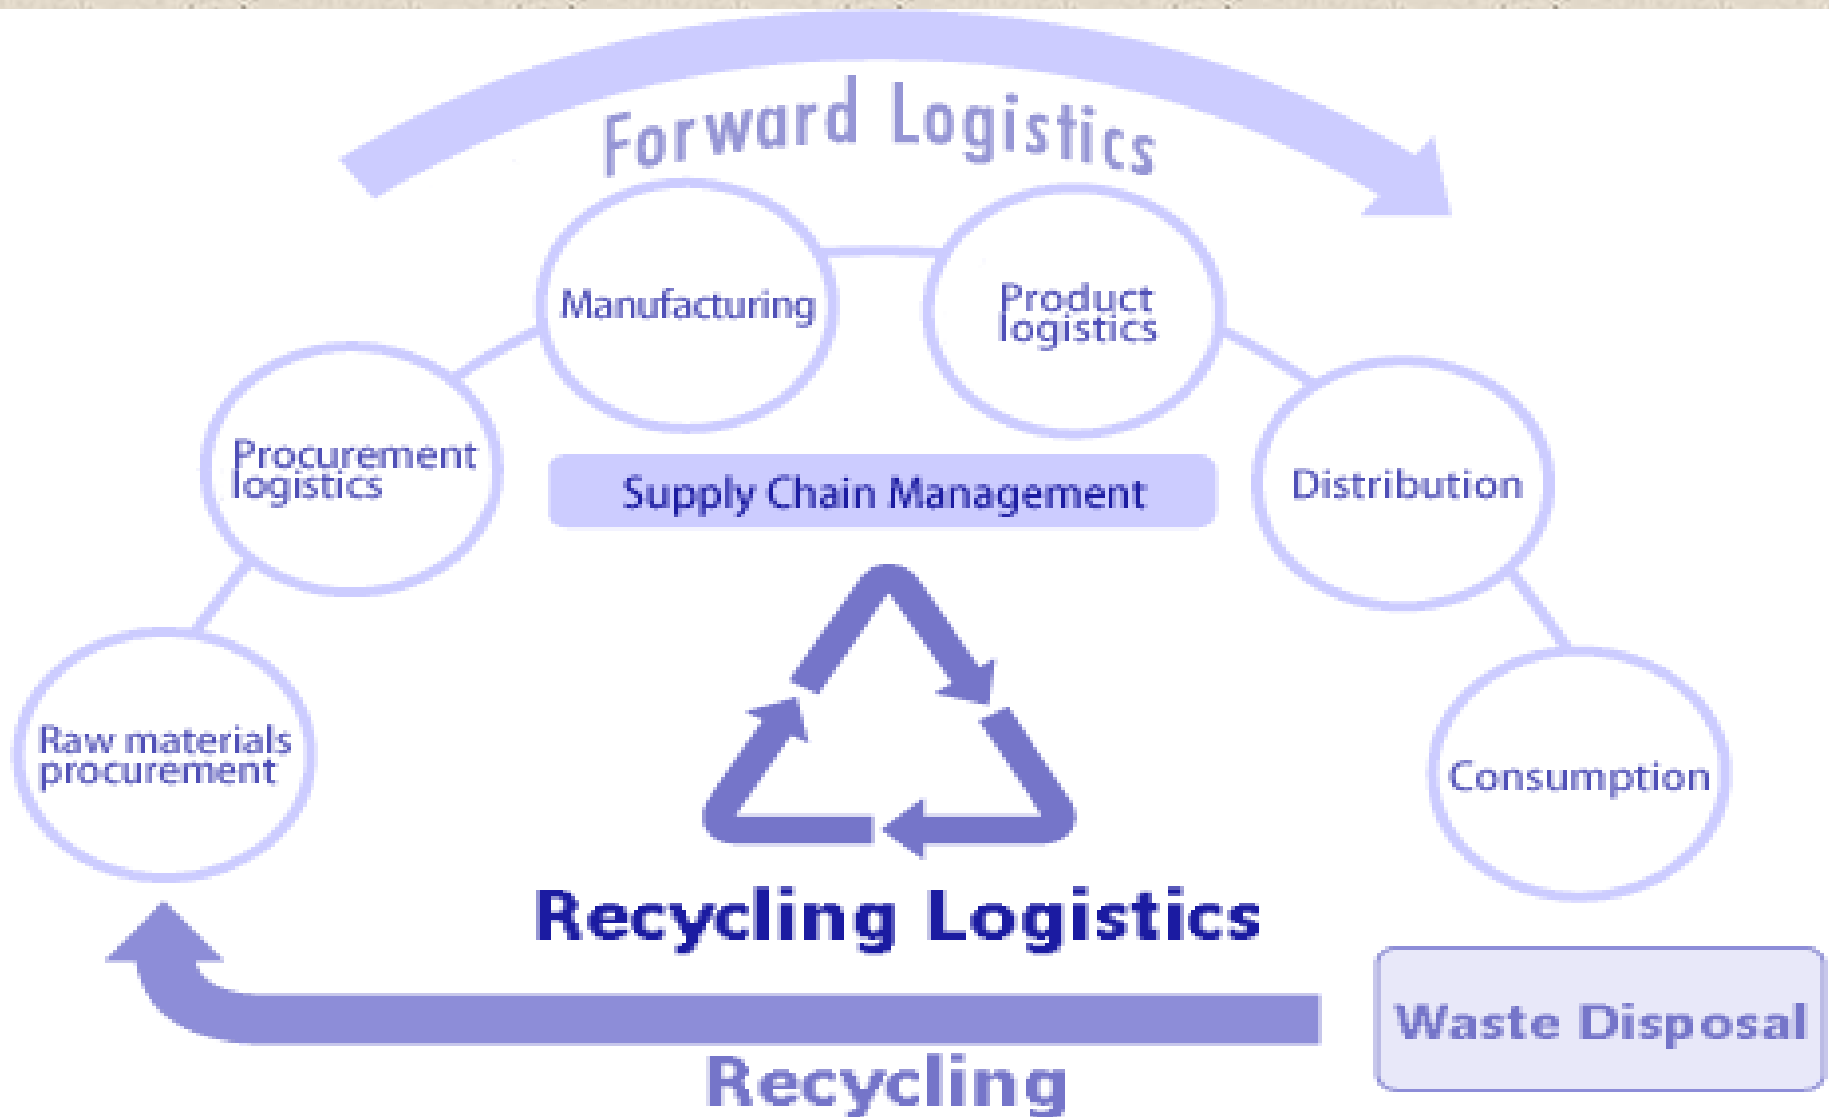 Forward Logistics
Manufacturing
Product
logistics
Procurement
logistics
Supply Chain Management
Distribution
Raw materials
procurement
Consumption
Recycling Logistics
Waste Disposal
Recycling